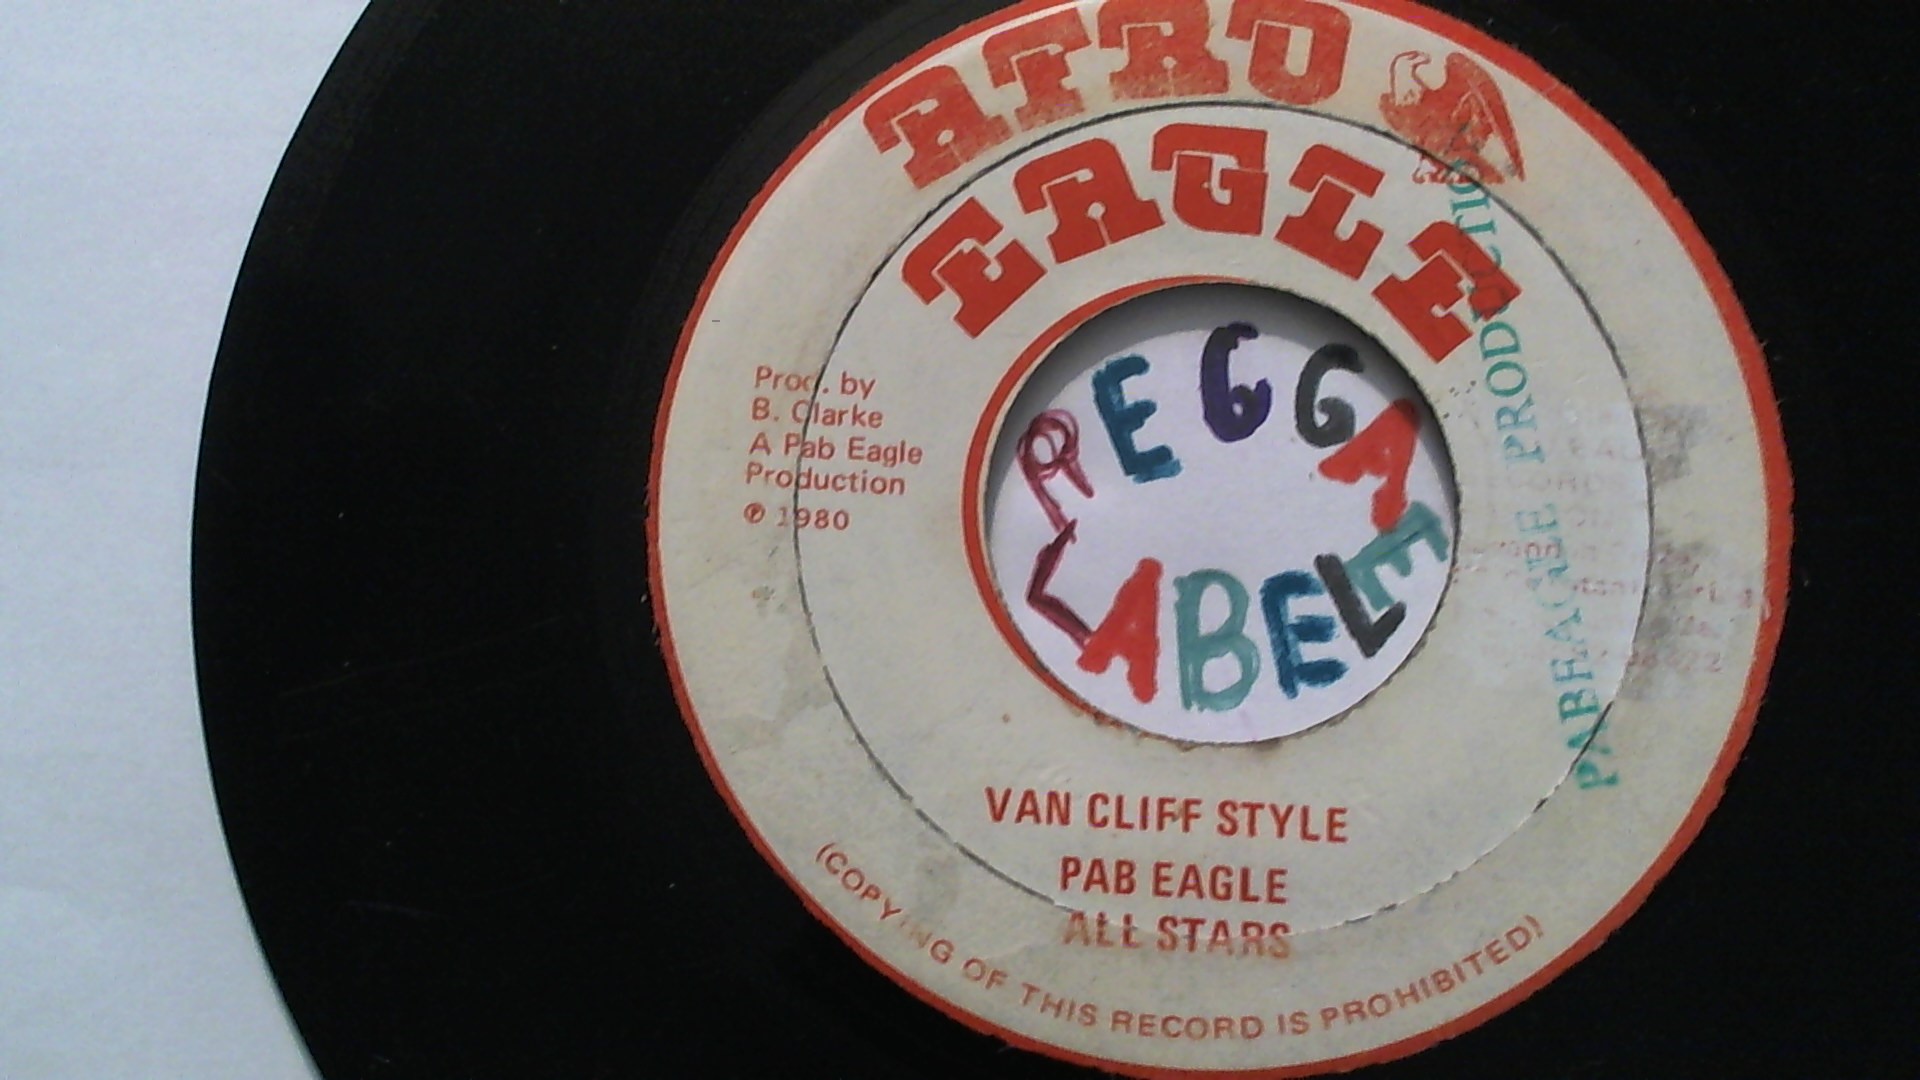 AFRO
EAGLE
Prod. by
B. Clarke
A Pab Eagle
Production
℗ 1980
REGGAE
LABEL
PABEAGLE PRODUCTION
VAN CLIFF STYLE
PAB EAGLE
ALL STARS
(COPYING OF THIS RECORD IS PROHIBITED)